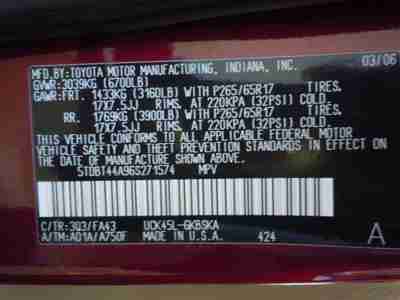 MFD.BY:TOYOTA MOTOR MANUFACTURING, INDIANA, INC. 03/06
GVWR:3039KG (6700LB)
GAWR:FRT. 1433KG (3160LB) WITH P265/65R17 TIRES.
17X7.5JJ RIMS. AT 220KPA (32PSI) COLD.
RR. 1769KG (3900LB) WITH P265/65R17 TIRES.
17X7.5JJ RIMS. AT 220KPA (32PSI) COLD.
THIS VEHICLE CONFORMS TO ALL APPLICABLE FEDERAL MOTOR
VEHICLE SAFETY AND THEFT PREVENTION STANDARDS IN EFFECT ON
THE DATE OF MANUFACTURE SHOWN ABOVE.
5TDBT44A96S271574 MPV
C/TR:3Q3/FA43 UCK45L-GKBSKA
A/TM:A01A/A750F MADE IN U.S.A. 424 A